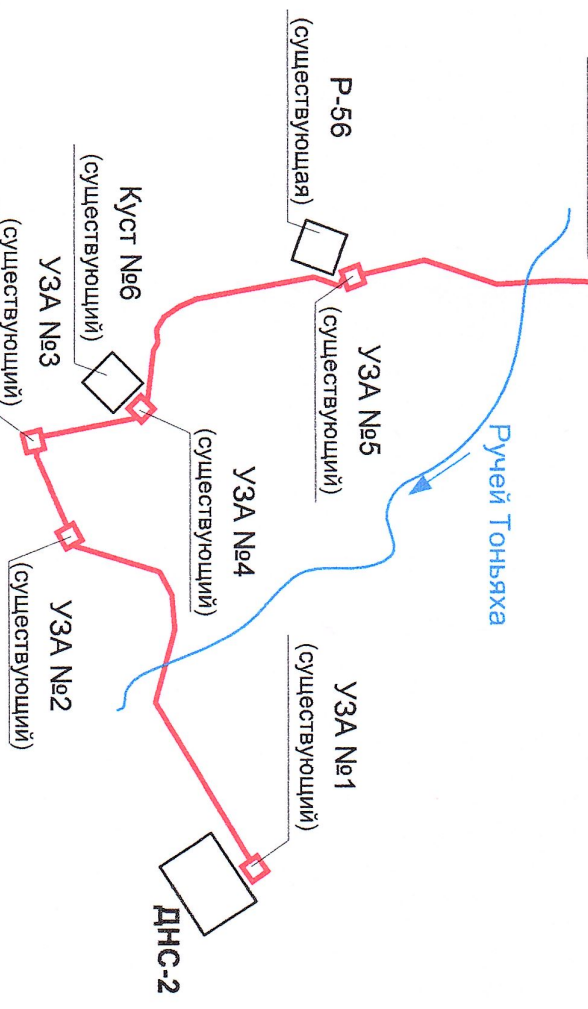 Р-56
(существующая)
Куст №6
(существующий)
УЗА №3
(существующий)
УЗА №5
(существующий)
УЗА №4
(существующий)
Ручей Тоньяха
УЗА №2
(существующий)
УЗА №1
(существующий)
ДНС-2